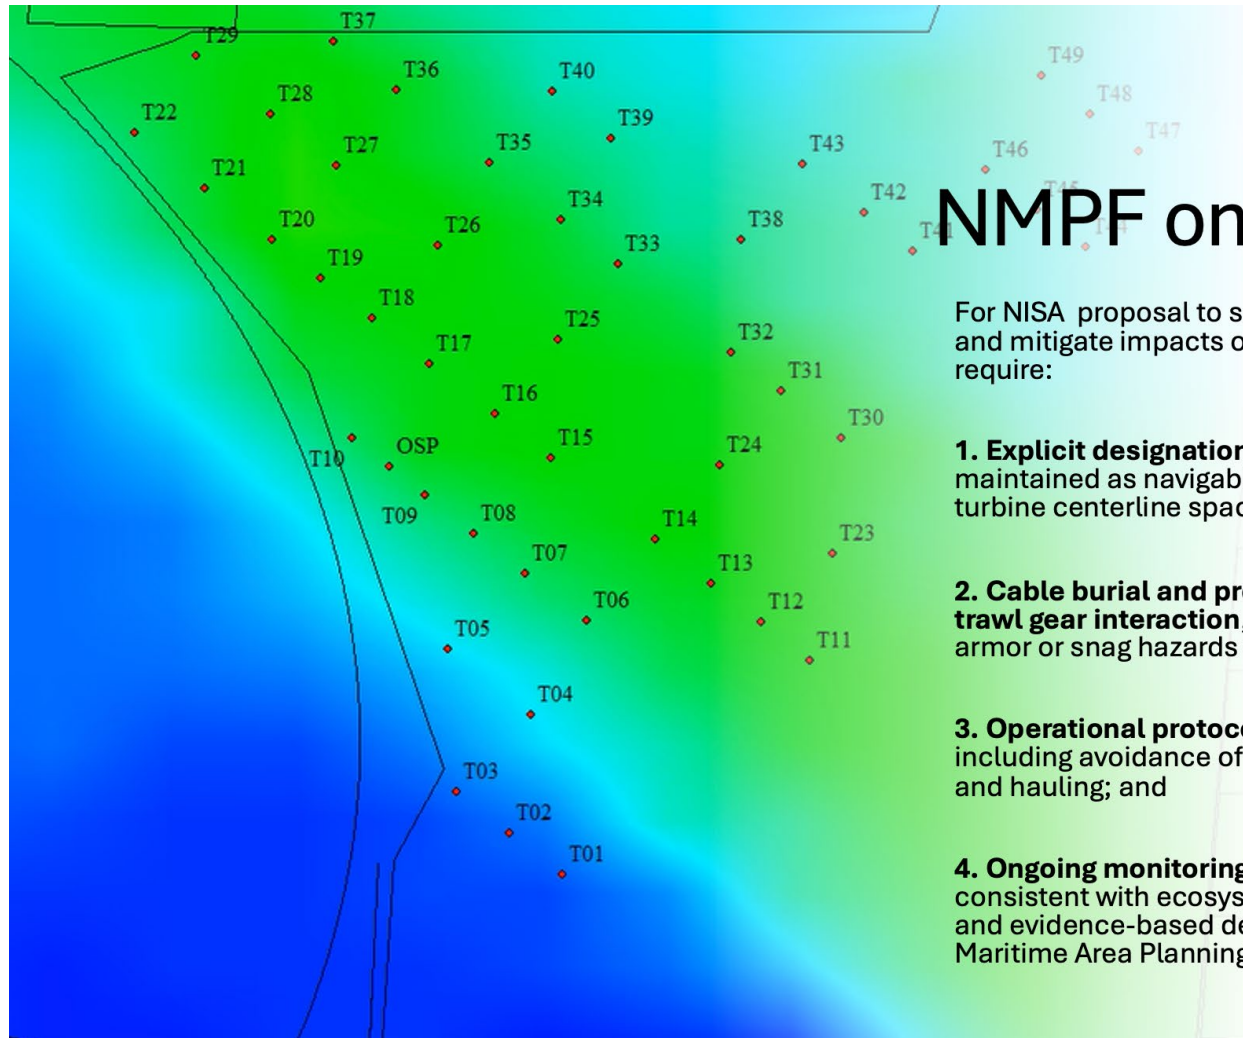 T37
T29
T36
T40
T49
T28
T48
T22
T39
T47
T27
T35
T43
T46
T21
T34
T42
T45
T20
T26
T38
T41
T44
NMPF on
T33
T19
T18
T25
T32
T17
T31
T16
T30
T10
OSP
T15
T24
T09
T08
T14
T23
T07
T13
T06
T12
T05
T11
T04
T03
T02
T01
For NISA proposal to s
and mitigate impacts o
require:
1. Explicit designation
maintained as navigab
turbine centerline spac
2. Cable burial and pr
trawl gear interaction,
armor or snag hazards
3. Operational protoc
including avoidance of
and hauling; and
4. Ongoing monitoring
consistent with ecosys
and evidence-based de
Maritime Area Planning